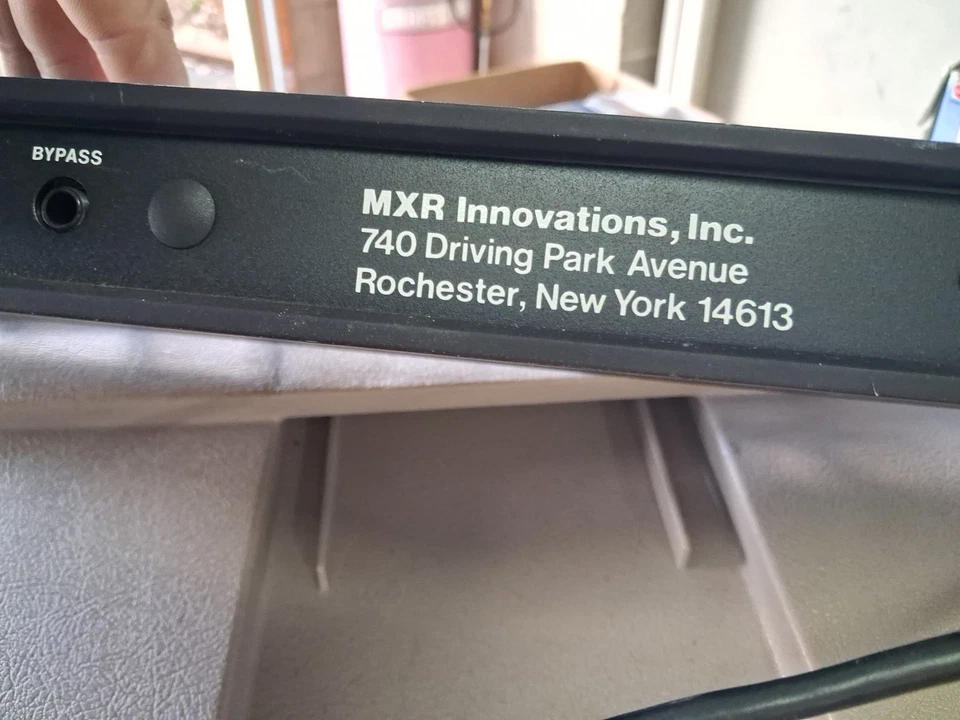 BYPASS
MXR Innovations, Inc.
740 Driving Park Avenue
Rochester, New York 14613